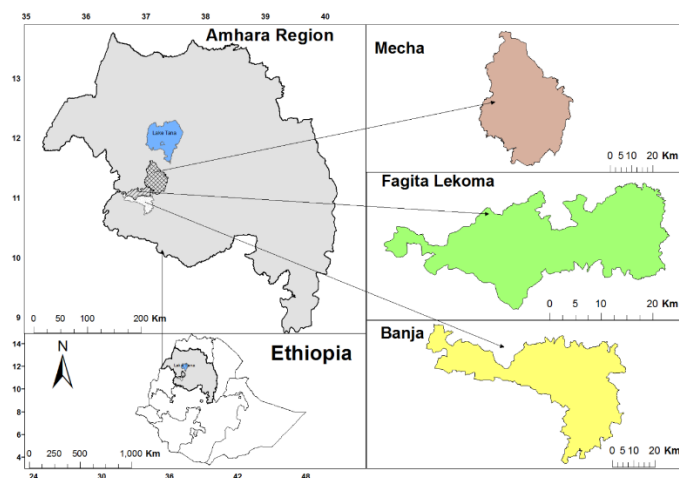 35 36 37 38 39 40
Amhara Region
13
12
11
10
9
Lake Tana
0 50 100 200 Km
Mecha
0 5 10 20 Km
Fagita Lekoma
0 5 10 20 Km
Banja
0 5 10 20 Km
N
Ethiopia
14
12
10
8
6
4
0 250 500 1,000 Km
24 30 36 42 48